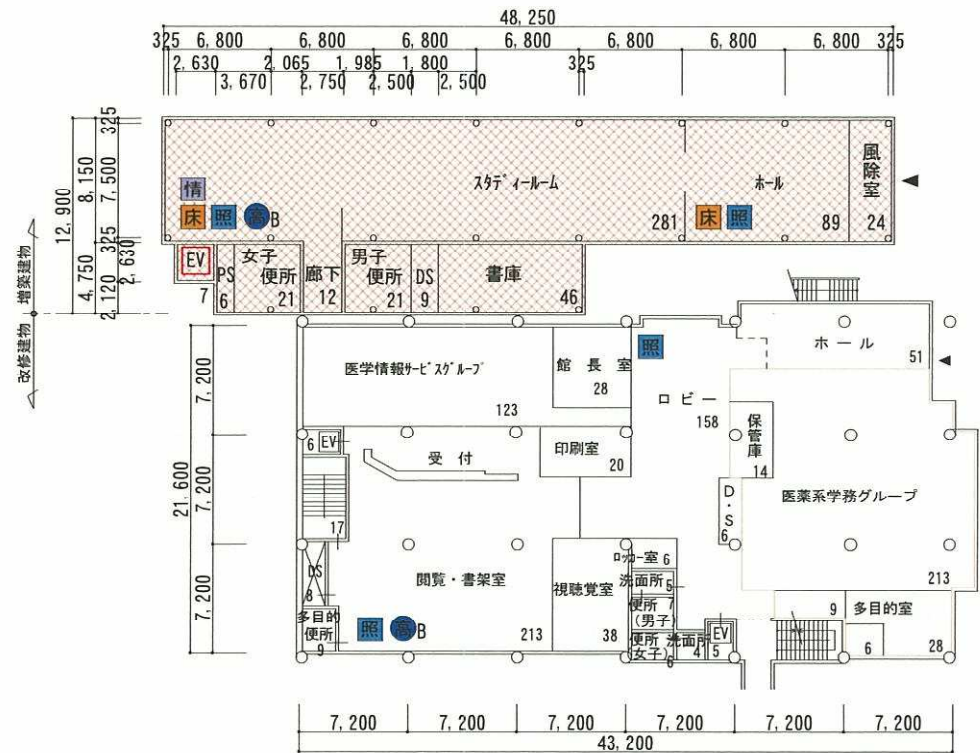 48,250
325 6,800 6,800 6,800 6,800 6,800 6,800 6,800 325
2,630 2,065 1,985 1,800 325
3,670 2,750 2,500 2,500
12,900
8,150
4,750
325
7,500
325
2,630
2,120
増築建物
改修建物
情
床 照 高 B
スタディールーム
281
床 照
ホール
89
風除室
24
EV
7
PS
6
女子
便所
21
廊下
12
男子
便所
21
DS
9
書庫
46
21,600
7,200
7,200
7,200
医学情報サービスグループ
123
館長室
28
照
ロビー
158
ホール
51
6 EV
受付
印刷室
20
保管庫
14
医薬系学務グループ
213
D・S
6
17
DS
8
閲覧・書架室
213
照 高 B
多目的
便所
9
視聴覚室
38
ロッカー室 6
洗面所
5
便所
(男子)
7
便所
(女子)
6
洗面所
4
EV
5
9
多目的室
6
28
7,200 7,200 7,200 7,200 7,200 7,200
43,200